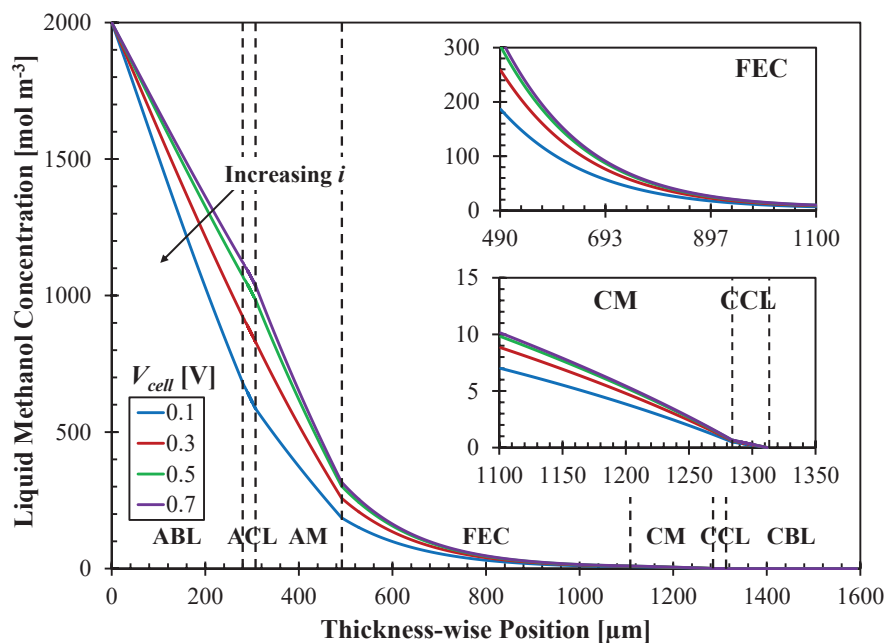 Liquid Methanol Concentration [mol m-3]
2000
1500
1000
500
0
0 200 400 600 800 1000 1200 1400 1600
Thickness-wise Position [µm]
Increasing i
Vcell [V]
0.1
0.3
0.5
0.7
ABL ACL AM FEC CM CCL CBL
300
200
100
0
FEC
490 693 897 1100
15
10
5
0
CM CCL
1100 1150 1200 1250 1300 1350